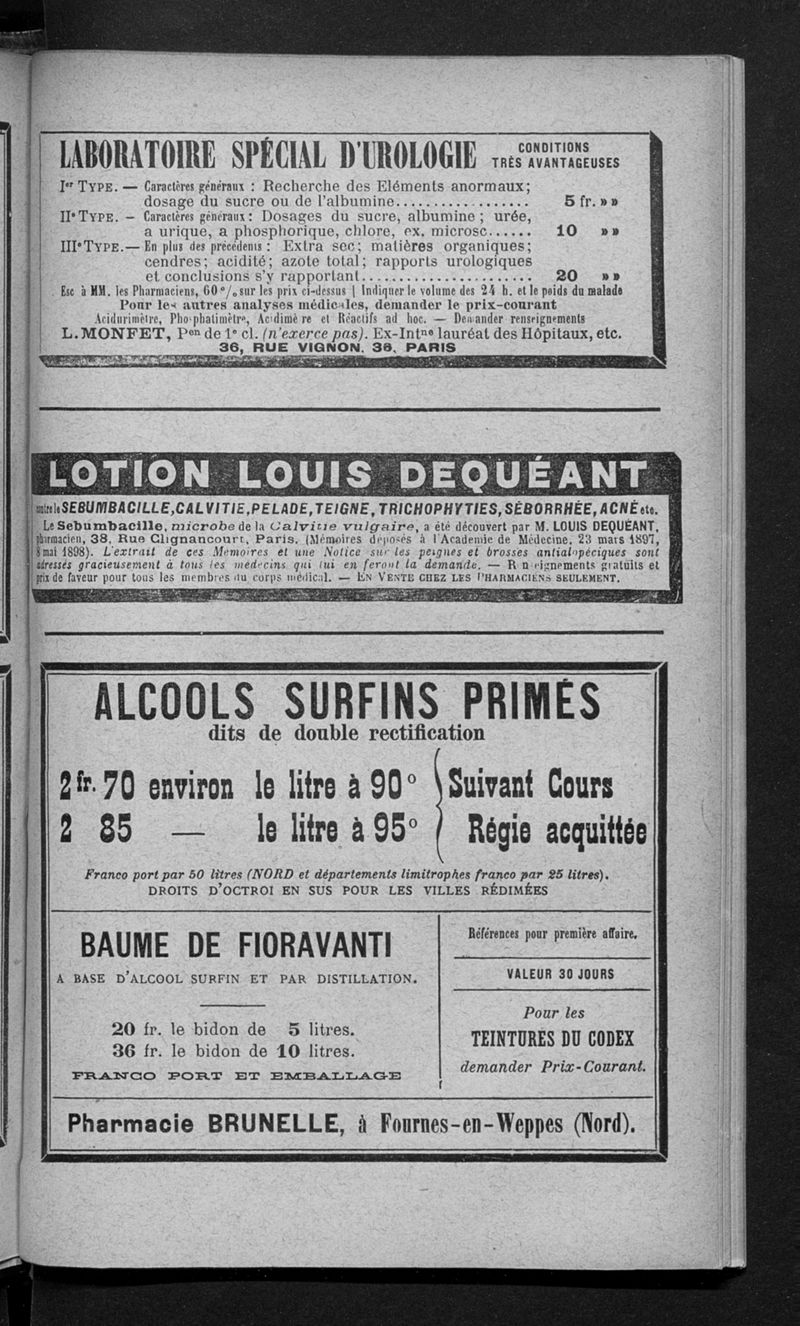 LABORATOIRE SPÉCIAL D'UROLOGIE CONDITIONS TRÈS AVANTAGEUSES
Ier TYPE. — Caractères généraux : Recherche des Eléments anormaux;
dosage du sucre ou de l'albumine.................. 5 fr. »»
IIe TYPE. — Caractères généraux : Dosages du sucre, albumine ; urée,
a urique, a phosphorique, chlore, ex. microsc...... 10 »»
IIIe TYPE.— En plus des précédents : Extra sec; matières organiques;
cendres; acidité; azote total; rapports urologiques
et conclusions s'y rapportant........................ 20 »»
Esc à MM. les Pharmaciens, 60 % sur les prix ci-dessus | Indiquer le volume des 24 h. et le poids du malade
Pour les autres analyses médicales, demander le prix-courant
Acidurimètre, Phosphatimètre, Acidimère et Réactifs ad hoc. — Demander renseignements
L. MONFET, Pen de 1e cl. (n'exerce pas). Ex-Intne lauréat des Hôpitaux, etc.
36, RUE VIGNON, 36, PARIS
LOTION LOUIS DEQUÉANT
contre le SEBUMBACILLE, CALVITIE, PELADE, TEIGNE, TRICHOPHYTIES, SÉBORRHÉE, ACNÉ etc.
Le Sebumbacille, microbe de la Calvitie vulgaire, a été découvert par M. LOUIS DEQUÉANT,
pharmacien, 38, Rue Clignancourt, Paris. (Mémoires déposés à l'Academie de Médecine, 23 mars 1897,
8 mai 1898). L'extrait de ces Mémoires et une Notice sur les peignes et brosses antialopéciques sont
adressés gracieusement à tous les médecins qui lui en feront la demande. — Renseignements gratuits et
prix de faveur pour tous les membres du corps médical. — EN VENTE CHEZ LES PHARMACIENS SEULEMENT.
ALCOOLS SURFINS PRIMÉS
dits de double rectification
2fr. 70 environ le litre à 90° Suivant Cours
2 85 — le litre à 95° Régie acquittée
Franco port par 50 litres (NORD et départements limitrophes franco par 25 litres).
DROITS D'OCTROI EN SUS POUR LES VILLES RÉDIMÉES
BAUME DE FIORAVANTI
A BASE D'ALCOOL SURFIN ET PAR DISTILLATION.
20 fr. le bidon de 5 litres.
36 fr. le bidon de 10 litres.
FRANCO PORT ET EMBALLAGE
Références pour première affaire.
VALEUR 30 JOURS
Pour les
TEINTURES DU CODEX
demander Prix-Courant.
Pharmacie BRUNELLE, à Fournes-en-Weppes (Nord).